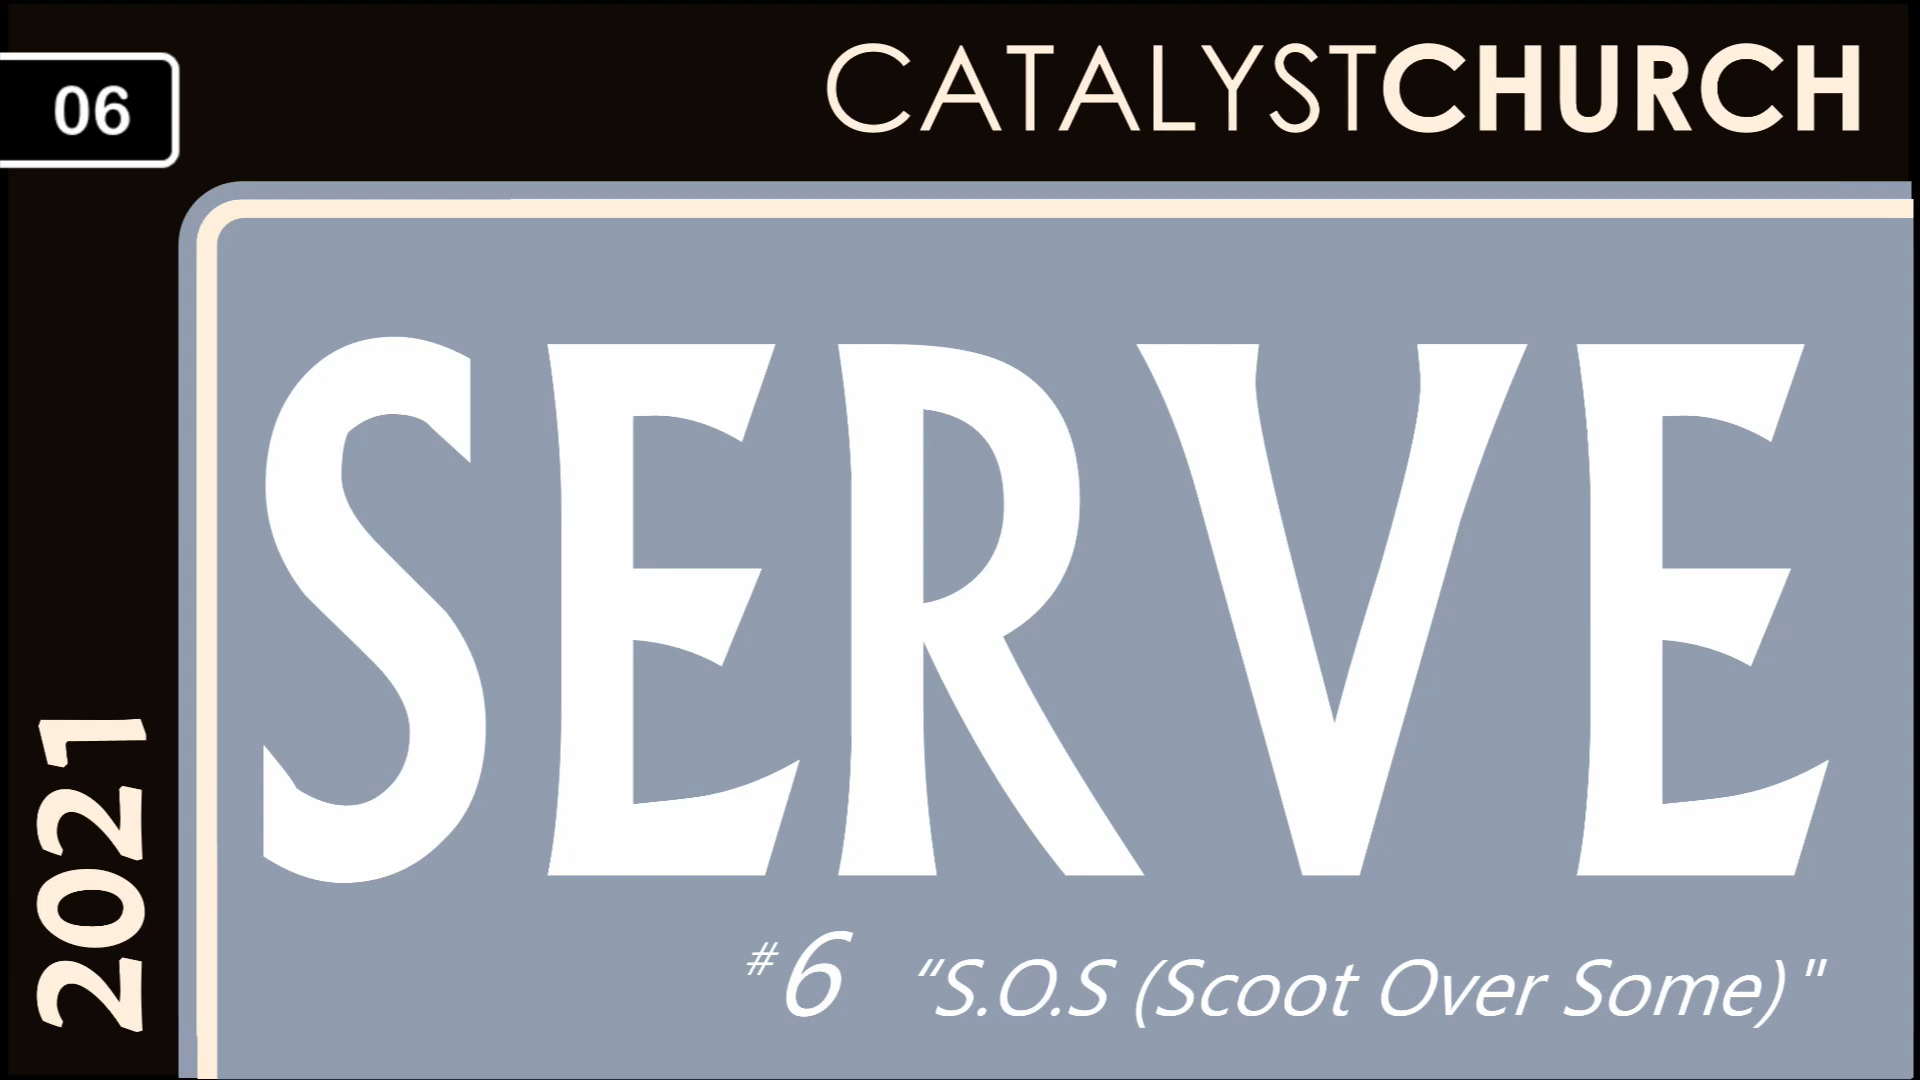 06
CATALYSTCHURCH
2021
SERVE
#6 “S.O.S (Scoot Over Some)"